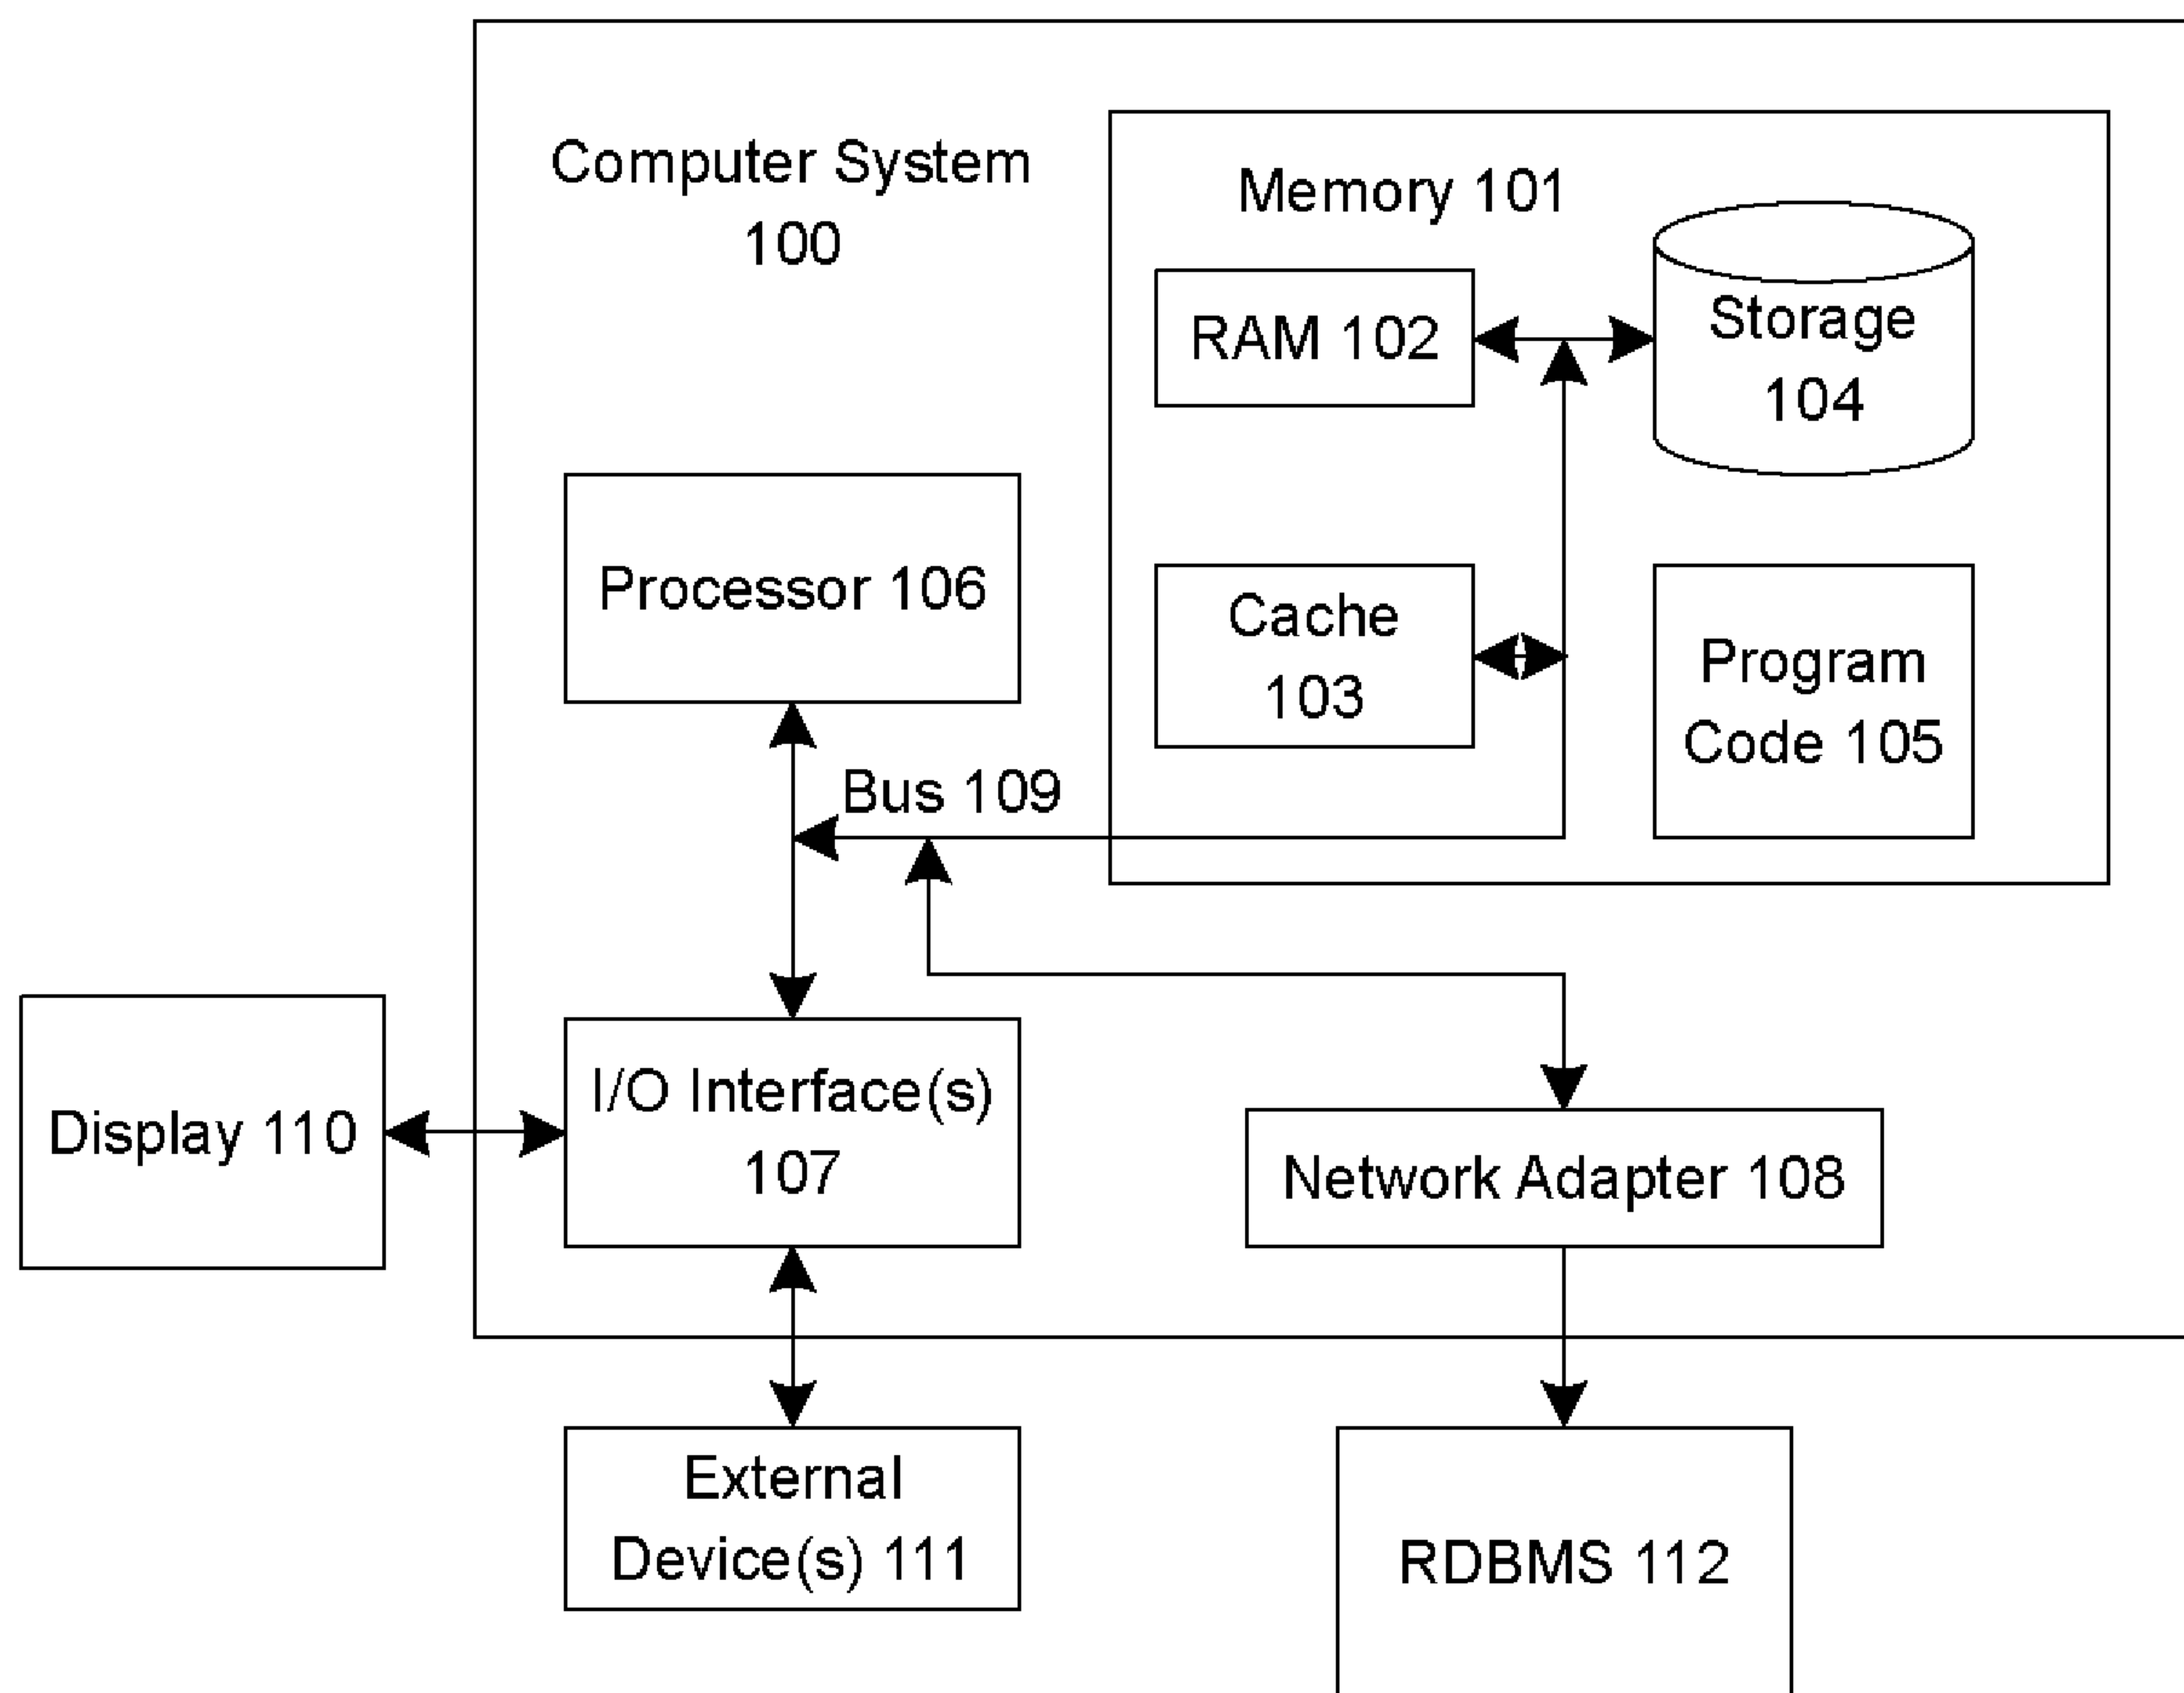 Computer System
100
Memory 101
RAM 102
Storage
104
Processor 106
Cache
103
Program
Code 105
Bus 109
Display 110
I/O Interface(s)
107
Network Adapter 108
External
Device(s) 111
RDBMS 112